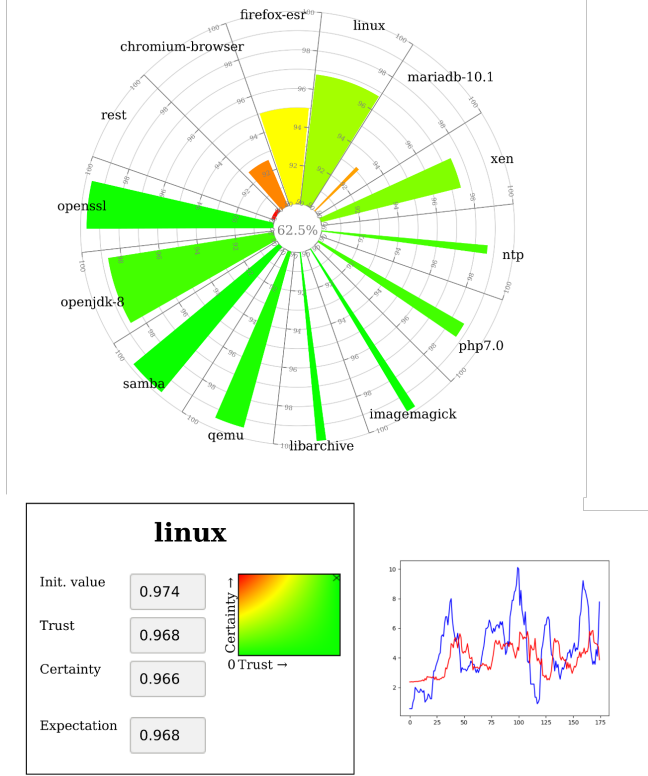 firefox-esr
linux
chromium-browser
mariadb-10.1
rest
xen
openssl
62.5%
ntp
openjdk-8
php7.0
samba
imagemagick
qemu
libarchive
linux
Init. value
0.974
Trust
0.968
Certainty
0.966
Expectation
0.968
Certainty →
0 Trust →
10
8
6
4
2
0 25 50 75 100 125 150 175